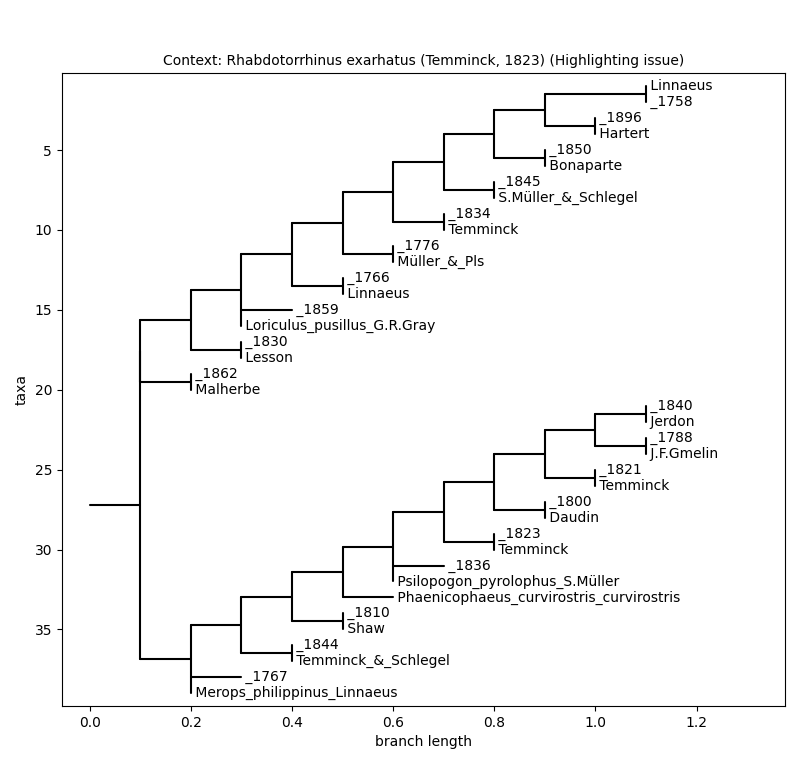 Context: Rhabdotorrhinus exarhatus (Temminck, 1823) (Highlighting issue)
Linnaeus
_1758
_1896
Hartert
_1850
Bonaparte
_1845
S.Müller_&_Schlegel
_1834
Temminck
_1776
Müller_&_Pls
_1766
Linnaeus
_1859
Loriculus_pusillus_G.R.Gray
_1830
Lesson
_1862
Malherbe
_1840
Jerdon
_1788
J.F.Gmelin
_1821
Temminck
_1800
Daudin
_1823
Temminck
_1836
Psilopogon_pyrolophus_S.Müller
Phaenicophaeus_curvirostris_curvirostris
_1810
Shaw
_1844
Temminck_&_Schlegel
_1767
Merops_philippinus_Linnaeus
5
10
15
20
25
30
35
taxa
0.0 0.2 0.4 0.6 0.8 1.0 1.2
branch length